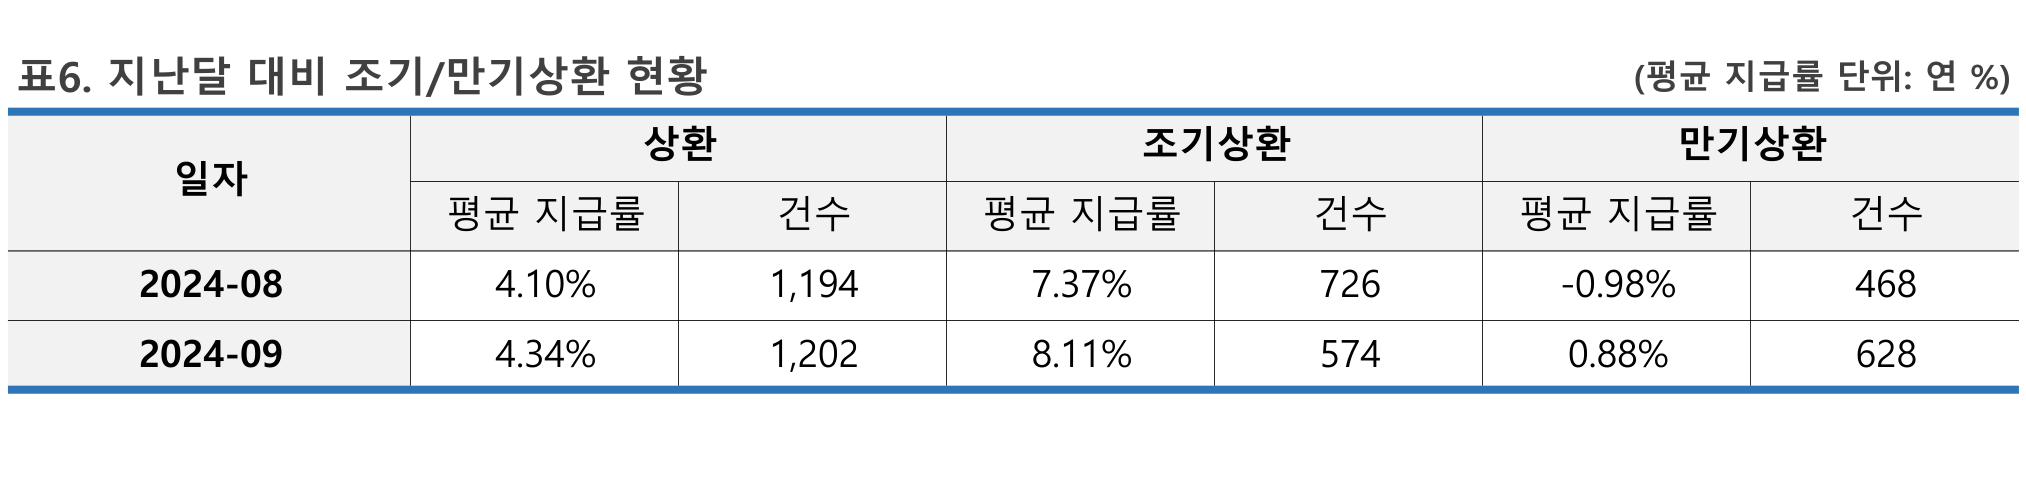 표6. 지난달 대비 조기/만기상환 현황 (평균 지급률 단위: 연 %)
일자 상환 조기상환 만기상환
평균 지급률 건수 평균 지급률 건수 평균 지급률 건수
2024-08 4.10% 1,194 7.37% 726 -0.98% 468
2024-09 4.34% 1,202 8.11% 574 0.88% 628